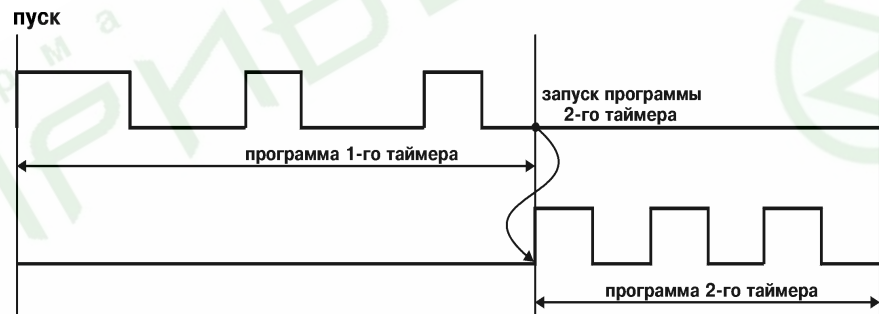 пуск
запуск программы
2-го таймера
программа 1-го таймера
программа 2-го таймера